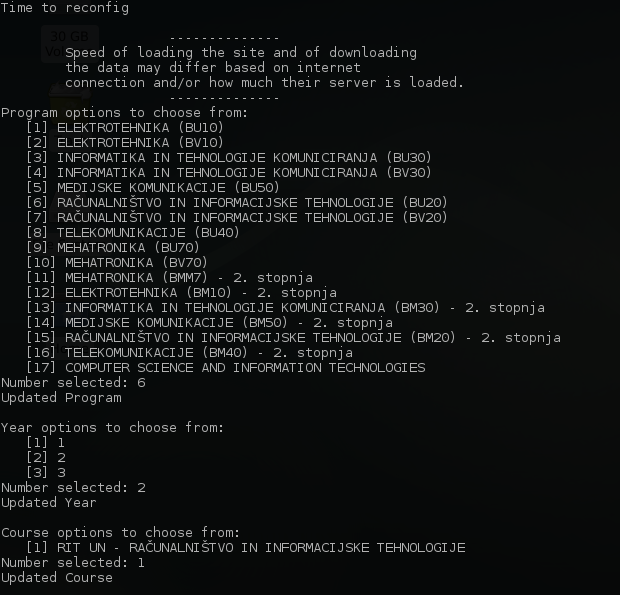 Time to reconfig
--------------
30 GB
Speed of loading the site and of downloading
the data may differ based on internet
connection and/or how much their server is loaded.
--------------
Program options to choose from:
[1] ELEKTROTEHNIKA (BU10)
[2] ELEKTROTEHNIKA (BV10)
[3] INFORMATIKA IN TEHNOLOGIJE KOMUNICIRANJA (BU30)
[4] INFORMATIKA IN TEHNOLOGIJE KOMUNICIRANJA (BV30)
[5] MEDIJSKE KOMUNIKACIJE (BU50)
[6] RAČUNALNIŠTVO IN INFORMACIJSKE TEHNOLOGIJE (BU20)
[7] RAČUNALNIŠTVO IN INFORMACIJSKE TEHNOLOGIJE (BV20)
[8] TELEKOMUNIKACIJE (BU40)
[9] MEHATRONIKA (BU70)
[10] MEHATRONIKA (BV70)
[11] MEHATRONIKA (BMM7) - 2. stopnja
[12] ELEKTROTEHNIKA (BM10) - 2. stopnja
[13] INFORMATIKA IN TEHNOLOGIJE KOMUNICIRANJA (BM30) - 2. stopnja
[14] MEDIJSKE KOMUNIKACIJE (BM50) - 2. stopnja
[15] RAČUNALNIŠTVO IN INFORMACIJSKE TEHNOLOGIJE (BM20) - 2. stopnja
[16] TELEKOMUNIKACIJE (BM40) - 2. stopnja
[17] COMPUTER SCIENCE AND INFORMATION TECHNOLOGIES
Number selected: 6
Updated Program
Year options to choose from:
[1] 1
[2] 2
[3] 3
Number selected: 2
Updated Year
Course options to choose from:
[1] RIT UN - RAČUNALNIŠTVO IN INFORMACIJSKE TEHNOLOGIJE
Number selected: 1
Updated Course